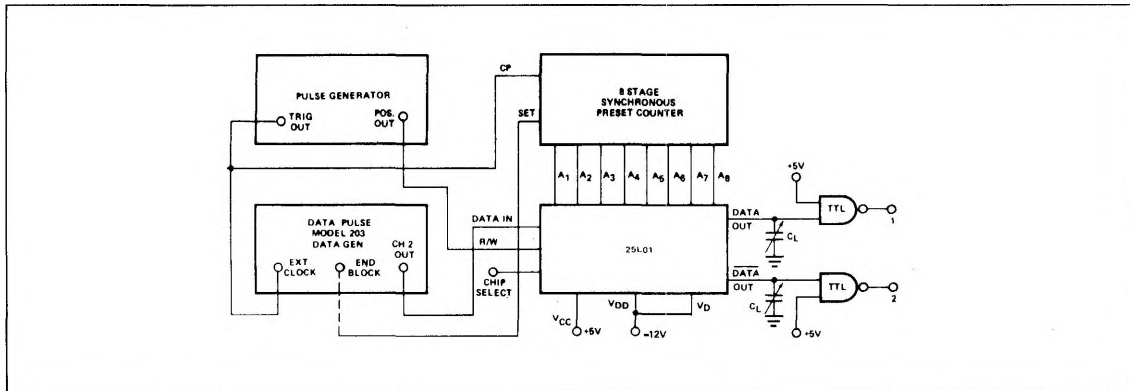 PULSE GENERATOR
TRIG
OUT
POS.
OUT
CP
SET
8 STAGE
SYNCHRONOUS
PRESET COUNTER
A1 A2 A3 A4 A5 A6 A7 A8
DATA PULSE
MODEL 203
DATA GEN
EXT
CLOCK
END
BLOCK
CH 2
OUT
DATA IN
R/W
CHIP
SELECT
25L01
VCC
+5V
VDD
VD
-12V
DATA
OUT
CL
+5V
TTL
1
DATA
OUT
CL
+5V
TTL
2